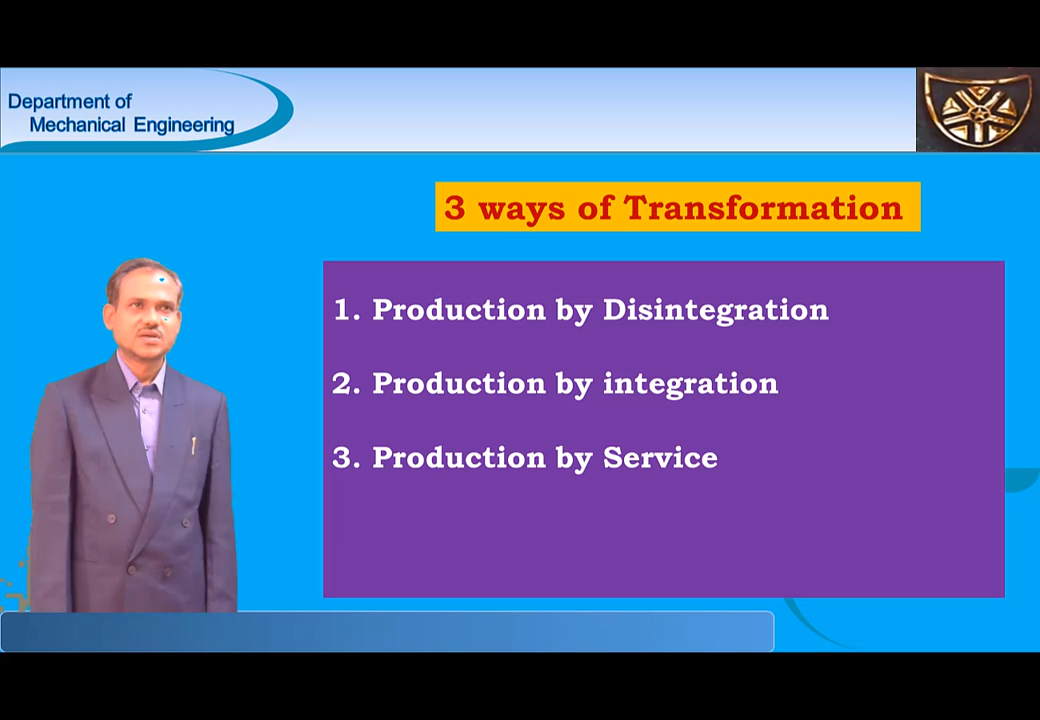 Department of
Mechanical Engineering
3 ways of Transformation
1. Production by Disintegration
2. Production by integration
3. Production by Service